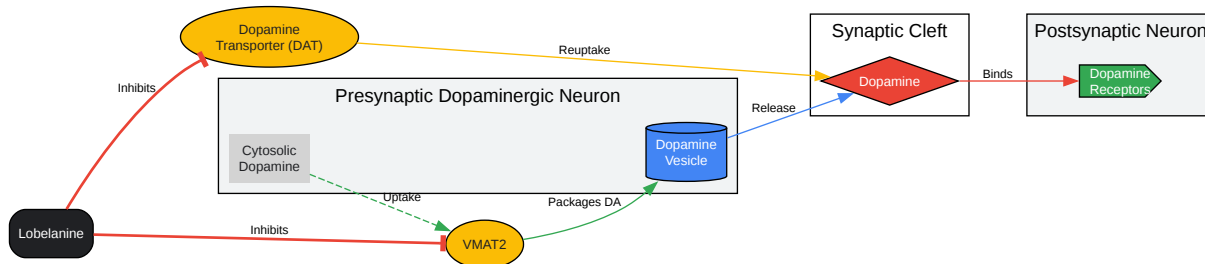 Dopamine
Transporter (DAT)
Reuptake
Synaptic Cleft
Dopamine
Binds
Postsynaptic Neuron
Dopamine
Receptors
Inhibits
Presynaptic Dopaminergic Neuron
Release
Cytosolic
Dopamine
Dopamine
Vesicle
Uptake
Packages DA
Lobelanine
Inhibits
VMAT2